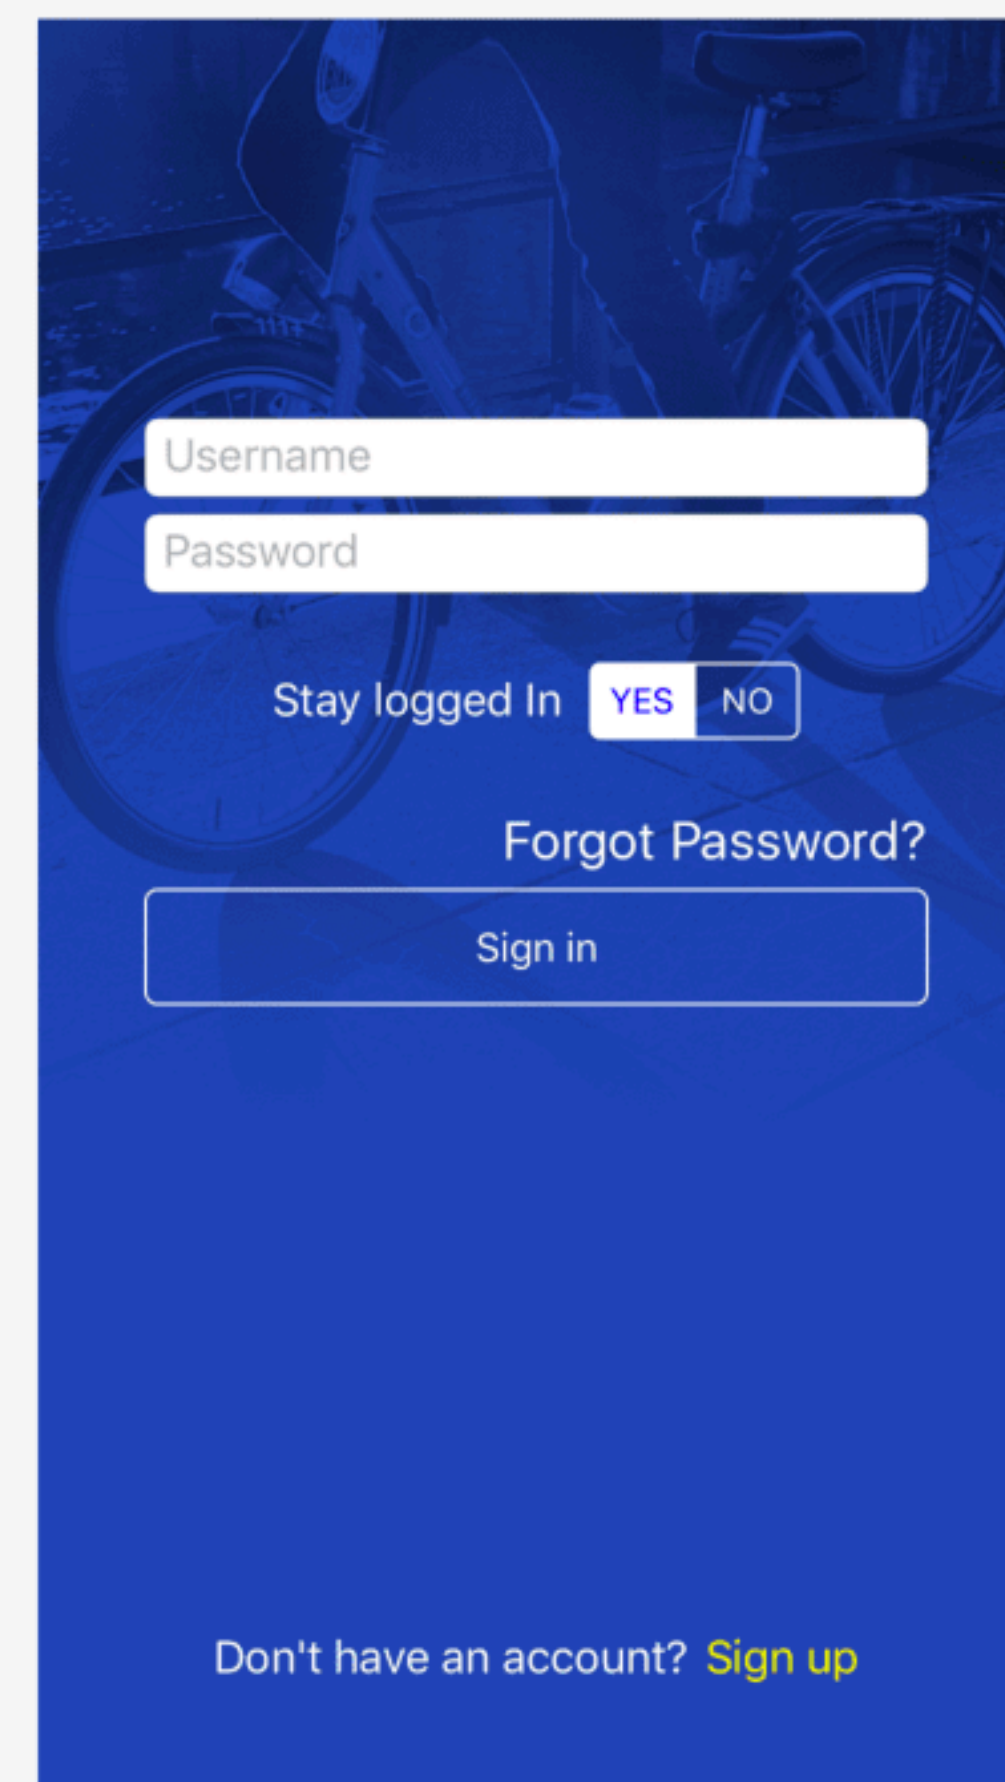 Username
Password
Stay logged In YES NO
Forgot Password?
Sign in
Don't have an account? Sign up